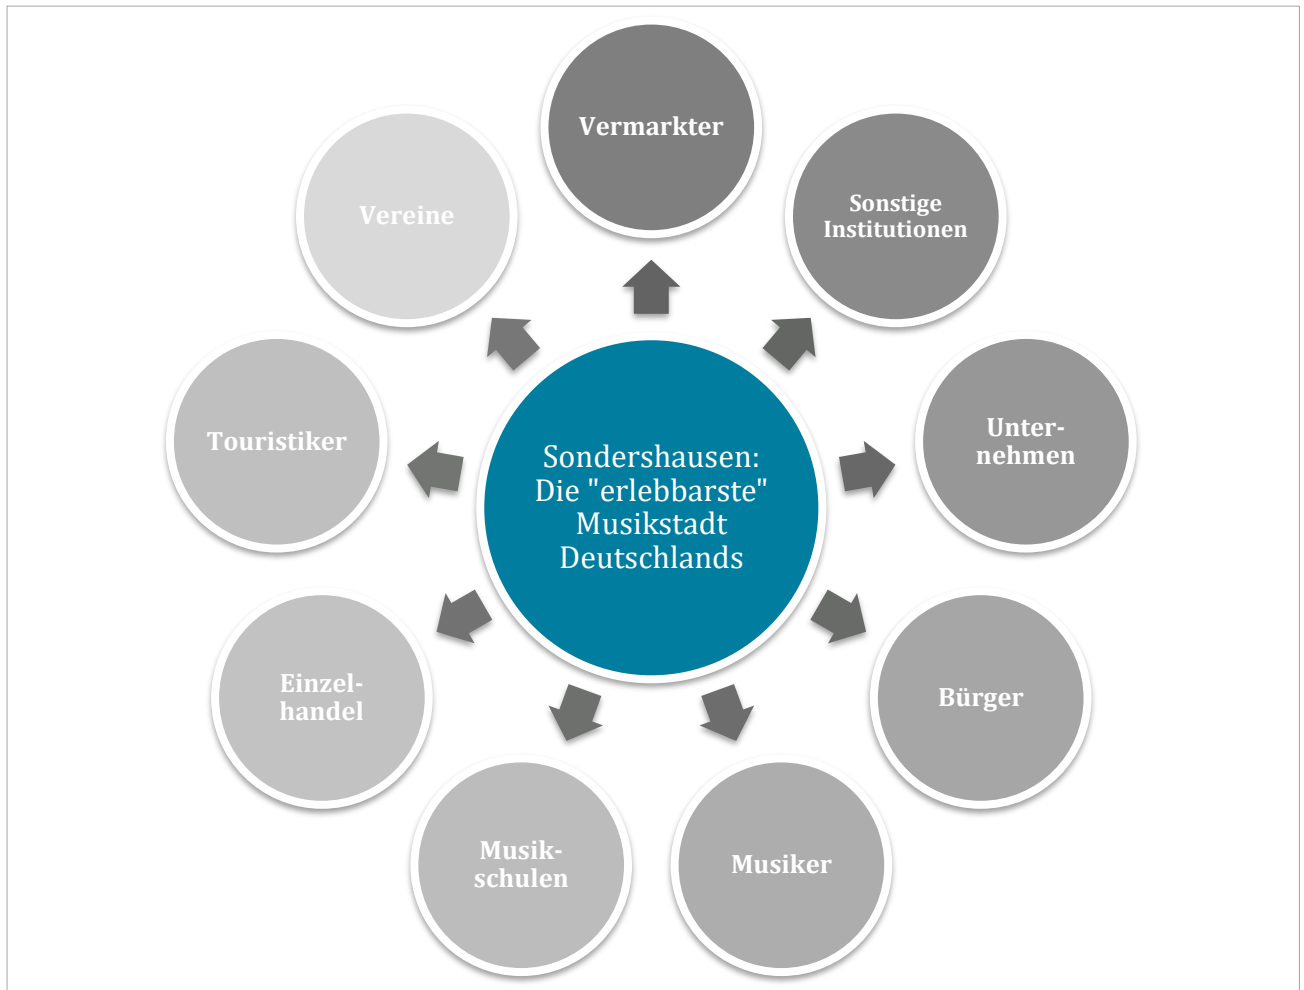 Vermarkter
Sonstige
Institutionen
Unter-
nehmen
Bürger
Musiker
Musik-
schulen
Einzel-
handel
Touristiker
Vereine
Sondershausen:
Die "erlebbarste"
Musikstadt
Deutschlands